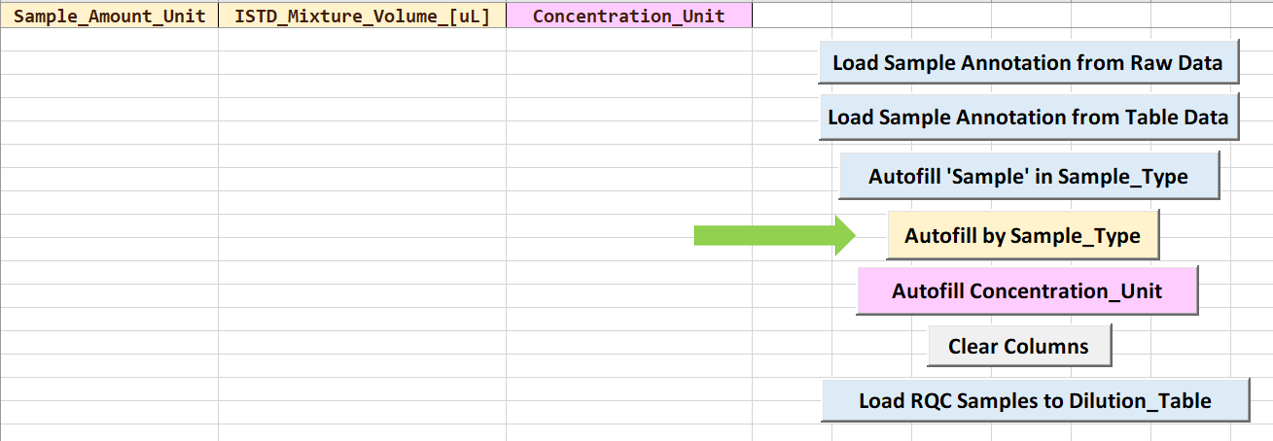 Sample_Amount_Unit ISTD_Mixture_Volume_[uL] Concentration_Unit
Load Sample Annotation from Raw Data
Load Sample Annotation from Table Data
Autofill 'Sample' in Sample_Type
Autofill by Sample_Type
Autofill Concentration_Unit
Clear Columns
Load RQC Samples to Dilution_Table